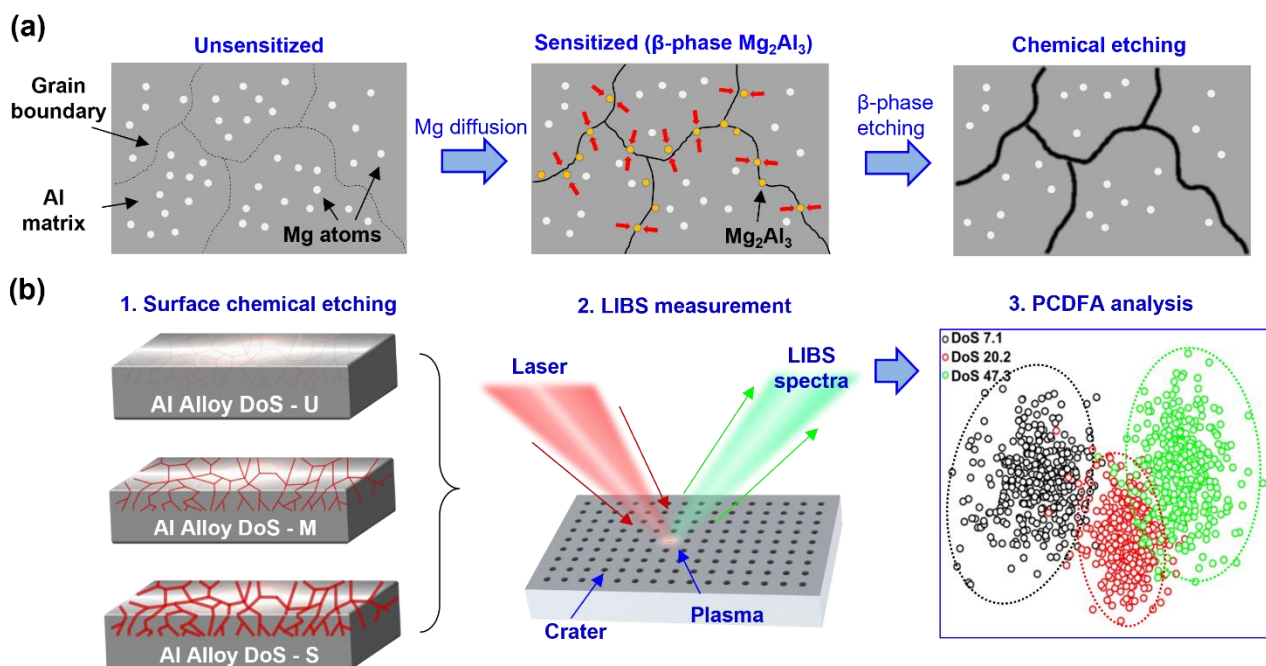 (a)
Unsensitized
Sensitized (β-phase Mg₂Al₃)
Chemical etching
Grain
boundary
Al
matrix
Mg atoms
Mg diffusion
Mg₂Al₃
β-phase
etching
(b)
1. Surface chemical etching
2. LIBS measurement
3. PCDFA analysis
Al Alloy DoS - U
Al Alloy DoS - M
Al Alloy DoS - S
Laser
LIBS
spectra
Crater
Plasma
DoS 7.1
DoS 20.2
DoS 47.3